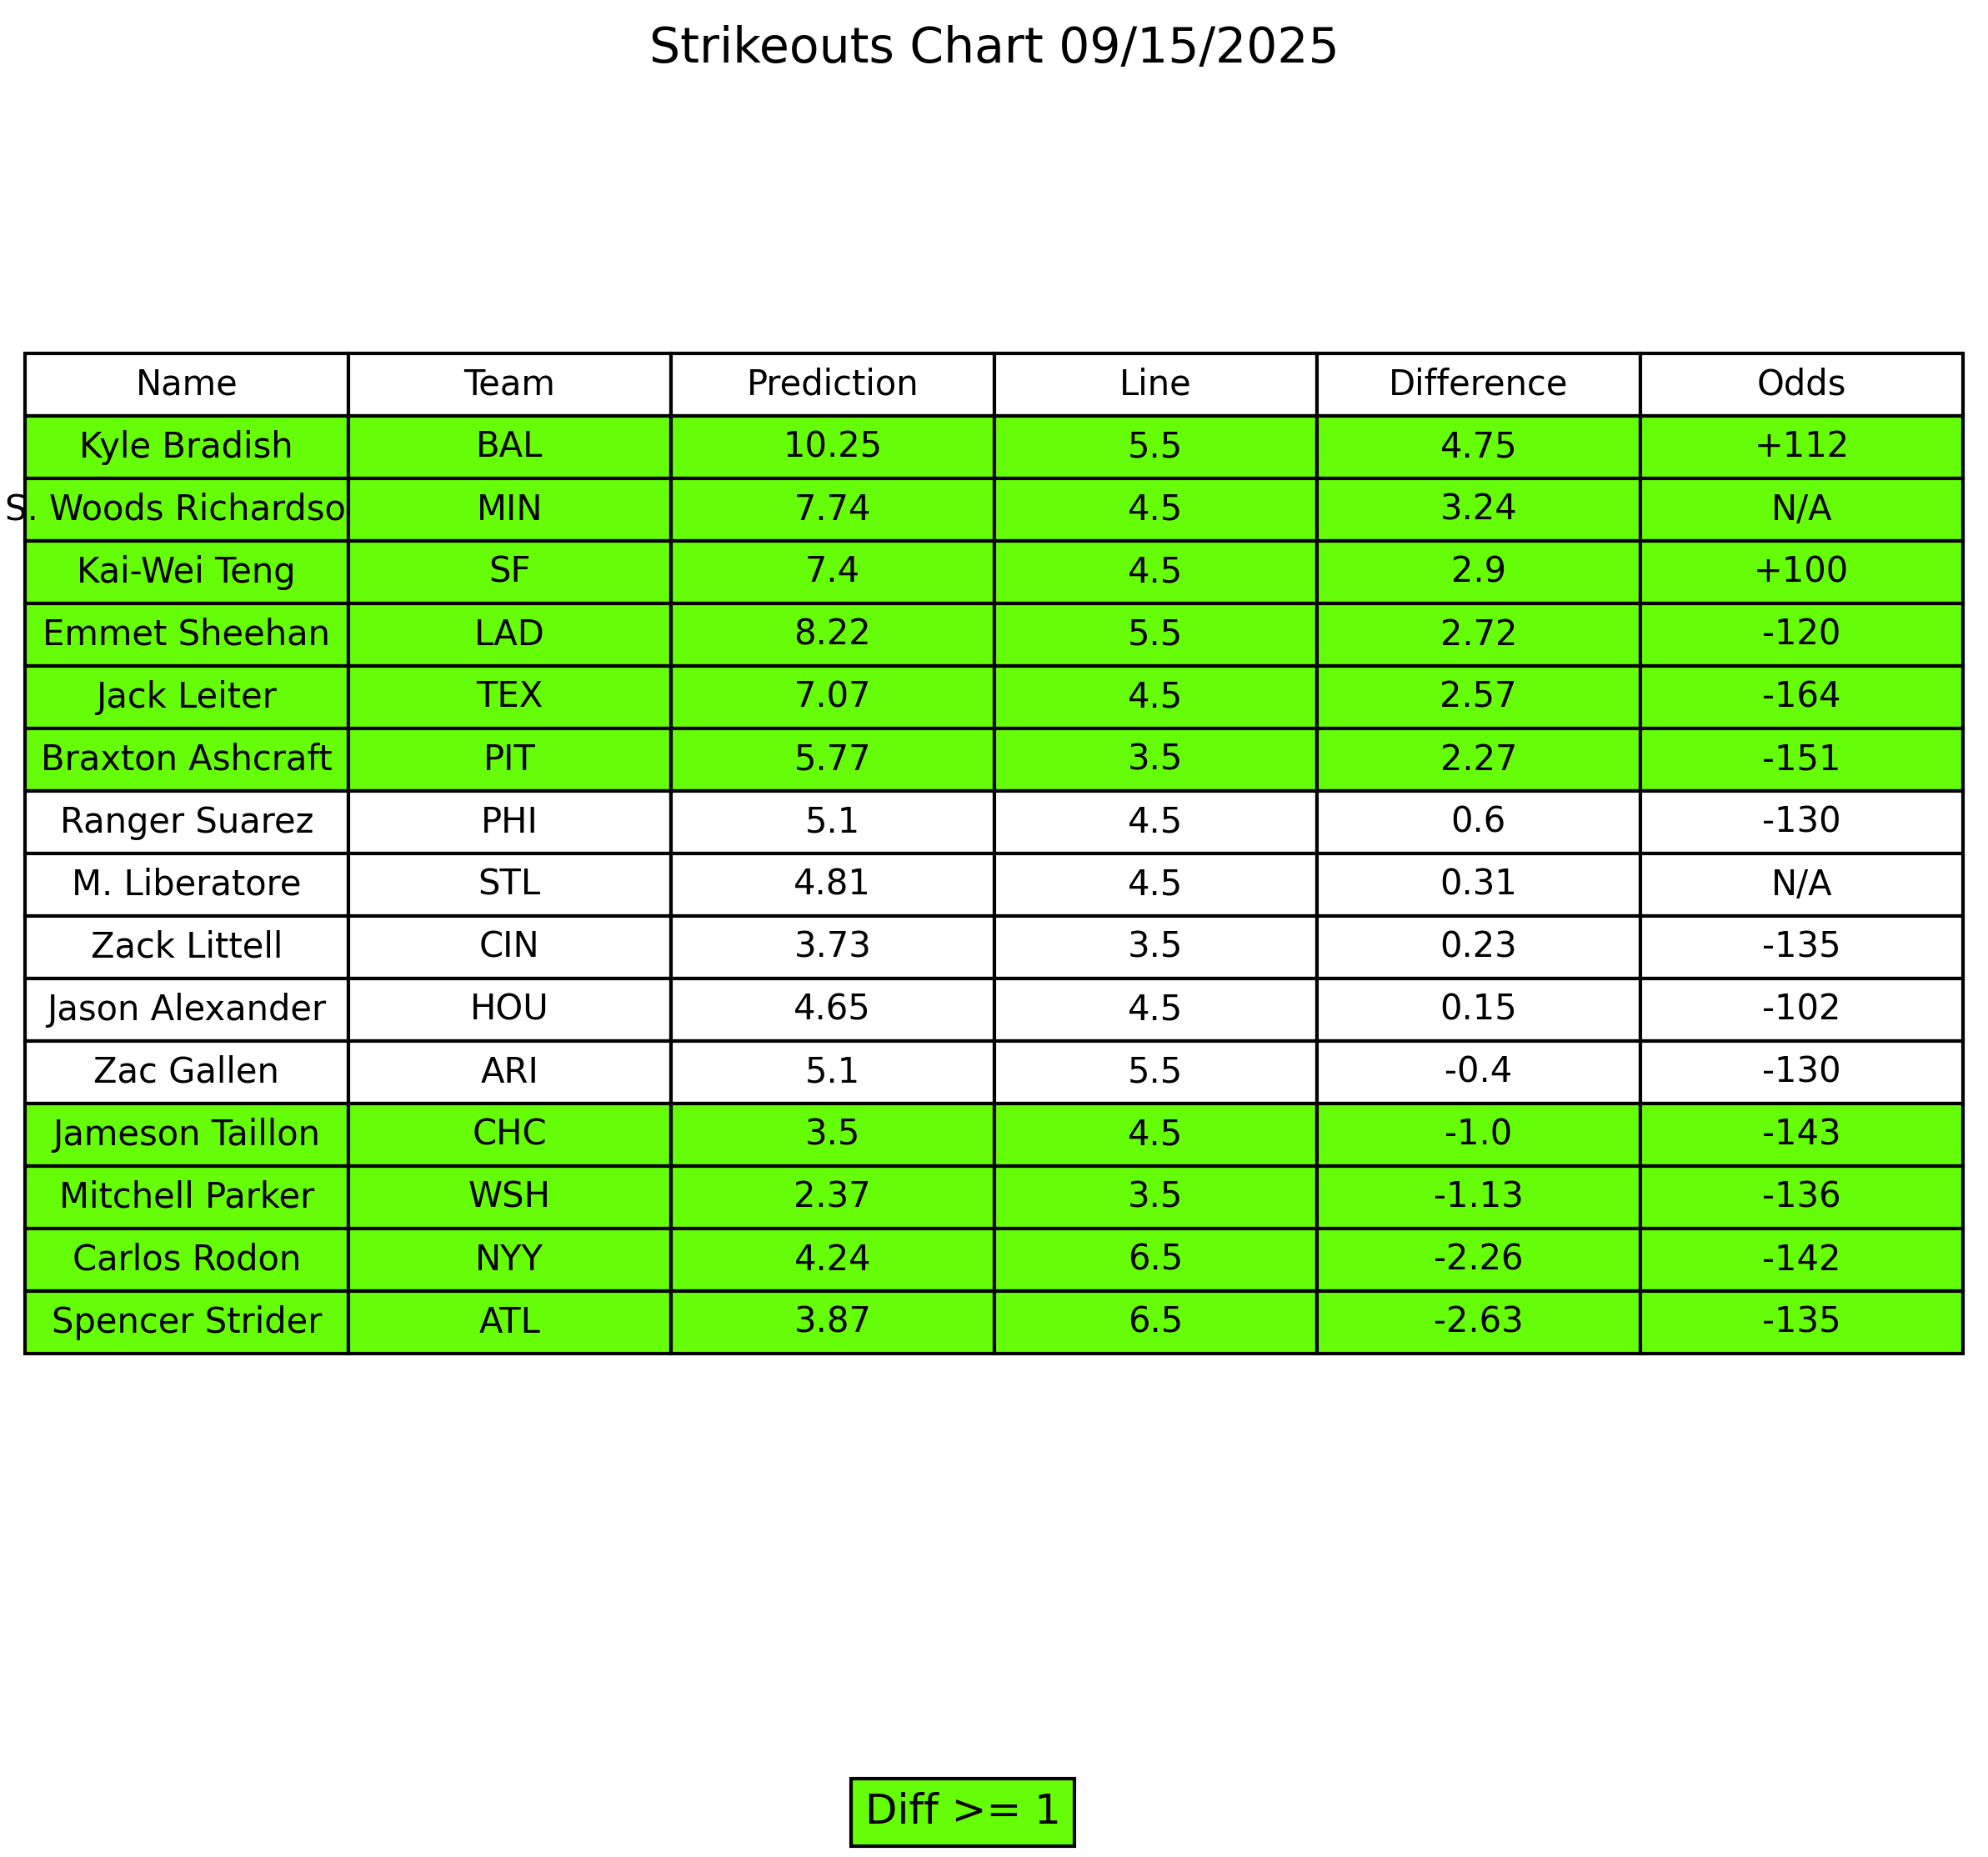 Strikeouts Chart 09/15/2025
Name Team Prediction Line Difference Odds
Kyle Bradish BAL 10.25 5.5 4.75 +112
S. Woods Richardso MIN 7.74 4.5 3.24 N/A
Kai-Wei Teng SF 7.4 4.5 2.9 +100
Emmet Sheehan LAD 8.22 5.5 2.72 -120
Jack Leiter TEX 7.07 4.5 2.57 -164
Braxton Ashcraft PIT 5.77 3.5 2.27 -151
Ranger Suarez PHI 5.1 4.5 0.6 -130
M. Liberatore STL 4.81 4.5 0.31 N/A
Zack Littell CIN 3.73 3.5 0.23 -135
Jason Alexander HOU 4.65 4.5 0.15 -102
Zac Gallen ARI 5.1 5.5 -0.4 -130
Jameson Taillon CHC 3.5 4.5 -1.0 -143
Mitchell Parker WSH 2.37 3.5 -1.13 -136
Carlos Rodon NYY 4.24 6.5 -2.26 -142
Spencer Strider ATL 3.87 6.5 -2.63 -135
Diff >= 1